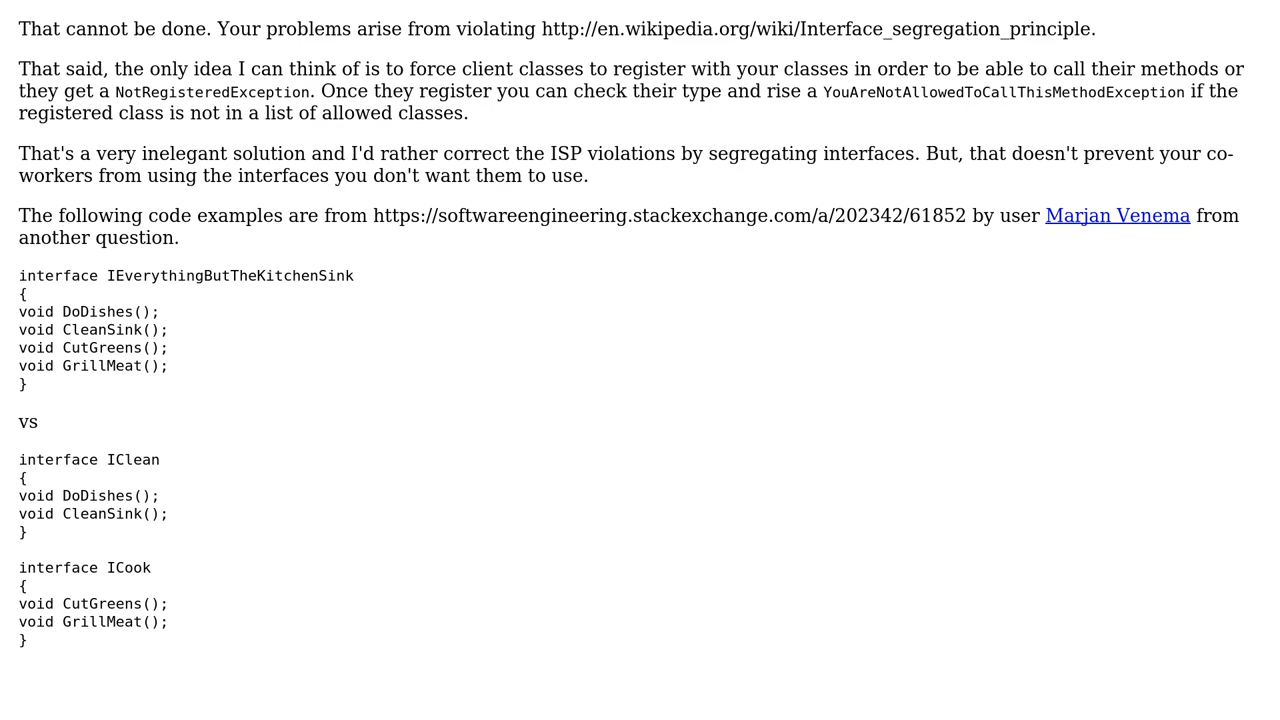 That cannot be done. Your problems arise from violating http://en.wikipedia.org/wiki/Interface_segregation_principle.
That said, the only idea I can think of is to force client classes to register with your classes in order to be able to call their methods or
they get a NotRegisteredException. Once they register you can check their type and rise a YouAreNotAllowedToCallThisMethodException if the
registered class is not in a list of allowed classes.
That's a very inelegant solution and I'd rather correct the ISP violations by segregating interfaces. But, that doesn't prevent your co-
workers from using the interfaces you don't want them to use.
The following code examples are from https://softwareengineering.stackexchange.com/a/202342/61852 by user Marjan Venema from
another question.
interface IEverythingButTheKitchenSink
{
void DoDishes();
void CleanSink();
void CutGreens();
void GrillMeat();
}
vs
interface IClean
{
void DoDishes();
void CleanSink();
}
interface ICook
{
void CutGreens();
void GrillMeat();
}